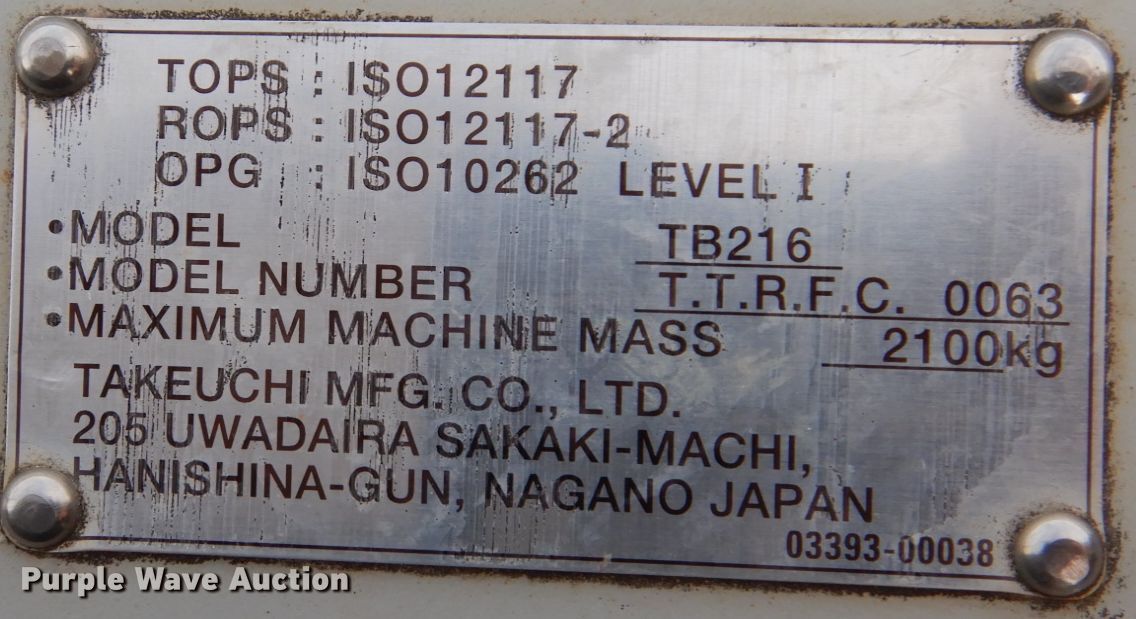 TOPS : ISO12117
ROPS : ISO12117-2
OPG : ISO10262 LEVEL I
•MODEL TB216
•MODEL NUMBER T.T.R.F.C. 0063
•MAXIMUM MACHINE MASS 2100kg
TAKEUCHI MFG. CO., LTD.
205 UWADAIRA SAKAKI-MACHI,
HANISHINA-GUN, NAGANO JAPAN
03393-00038
Purple Wave Auction